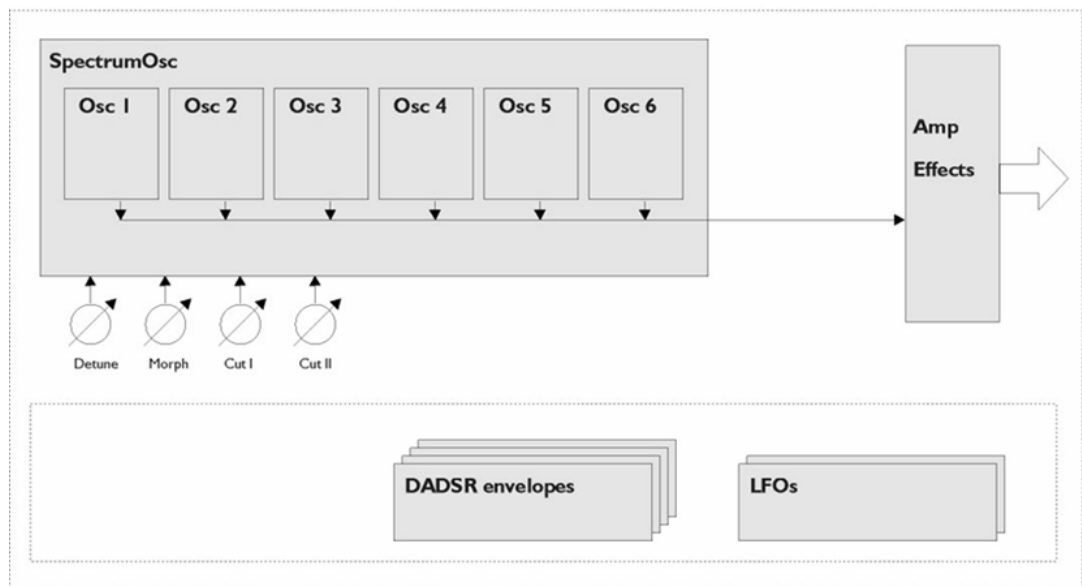 SpectrumOsc
Osc 1 Osc 2 Osc 3 Osc 4 Osc 5 Osc 6
Amp
Effects
Detune Morph Cut I Cut II
DADSR envelopes LFOs